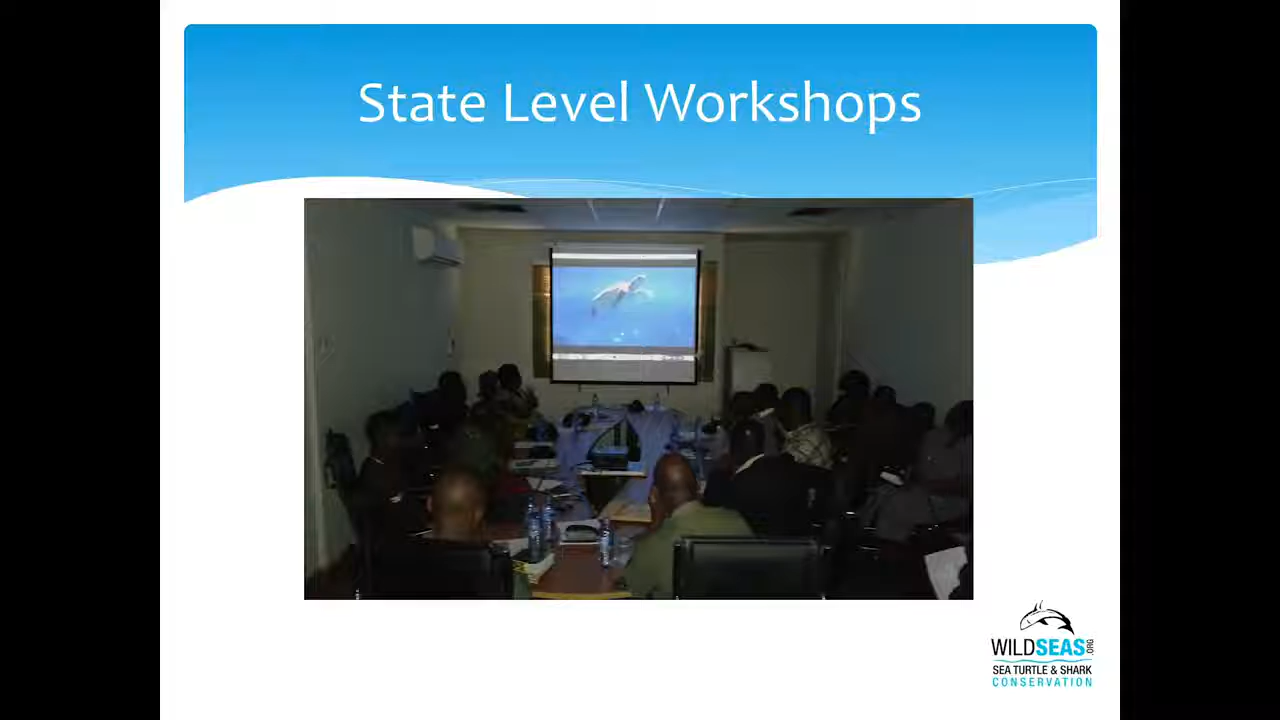 State Level Workshops
WILDSEAS.ORG
SEA TURTLE & SHARK
CONSERVATION